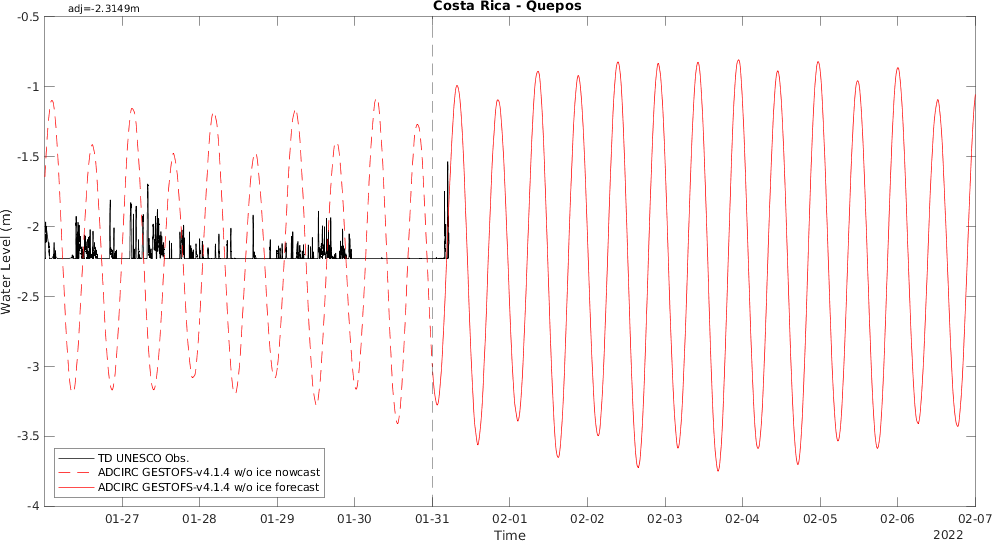 adj=-2.3149m
Costa Rica - Quepos
-0.5
-1
-1.5
-2
-2.5
-3
-3.5
-4
Water Level (m)
TD UNESCO Obs.
ADCIRC GESTOFS-v4.1.4 w/o ice nowcast
ADCIRC GESTOFS-v4.1.4 w/o ice forecast
01-27 01-28 01-29 01-30 01-31 02-01 02-02 02-03 02-04 02-05 02-06 02-07
Time
2022